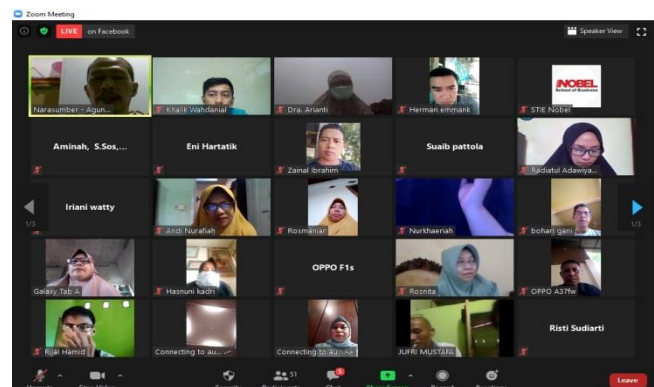 Zoom Meeting
LIVE on Facebook
Speaker View
Narasumber - Agun...
Khalik Wahdanial
Dra. Arianti
Herman emmank
NOBEL
School of Business
STIE Nobel
Aminah, S.Sos,...
Eni Hartatik
Zainal Ibrahim
Suaib pattola
Radiatul Adawiya...
Iriani watty
Andi Nurafiah
Rosmaniar
Nurkhaeriah
bohari gani
1/3
1/3
Galaxy Tab A
Hasnuni kadri
OPPO F1s
Rosnita
OPPO A37fw
Rijal Hamid
Connecting to au...
Connecting to au...
JUFRI MUSTAFA
Risti Sudiarti
51
5
Leave